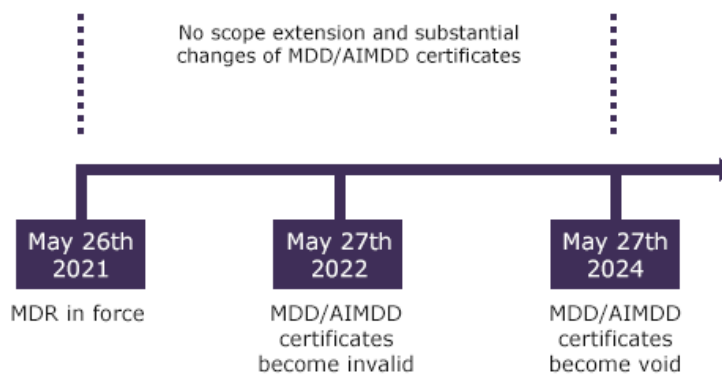 No scope extension and substantial
changes of MDD/AIMDD certificates
May 26th
2021
MDR in force
May 27th
2022
MDD/AIMDD
certificates
become invalid
May 27th
2024
MDD/AIMDD
certificates
become void